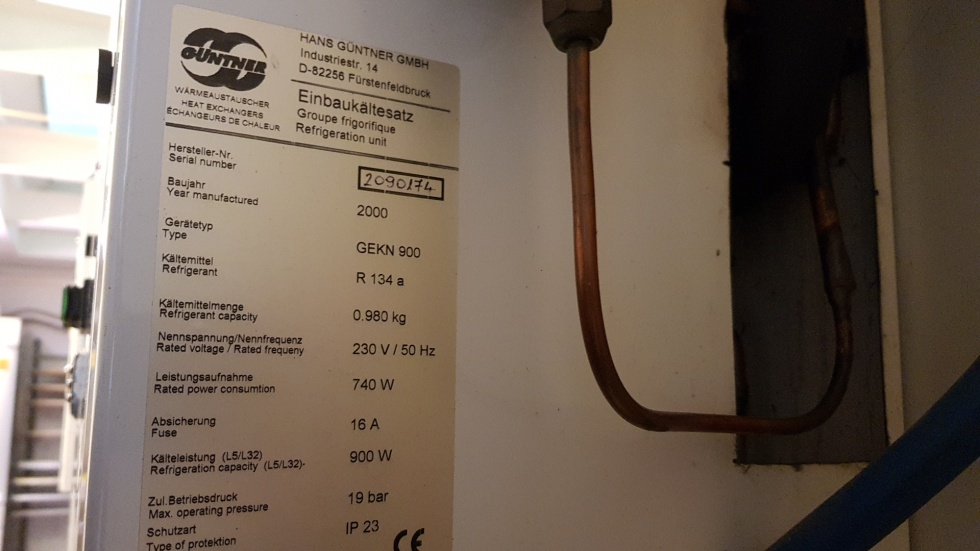 GÜNTNER
WÄRMEAUSTAUSCHER
HEAT EXCHANGERS
ÉCHANGEURS DE CHALEUR
HANS GÜNTNER GMBH
Industriestr. 14
D-82256 Fürstenfeldbruck
Einbaukältesatz
Groupe frigorifique
Refrigeration unit
Hersteller-Nr.
Serial number
2090174
Baujahr
Year manufactured
2000
Gerätetyp
Type
GEKN 900
Kältemittel
Refrigerant
R 134 a
Kältemittelmenge
Refrigerant capacity
0.980 kg
Nennspannung/Nennfrequenz
Rated voltage / Rated frequeny
230 V / 50 Hz
Leistungsaufnahme
Rated power consumtion
740 W
Absicherung
Fuse
16 A
Kälteleistung (L5/L32)
Refrigeration capacity (L5/L32)-
900 W
Zul.Betriebsdruck
Max. operating pressure
19 bar
Schutzart
Type of protektion
IP 23
CE